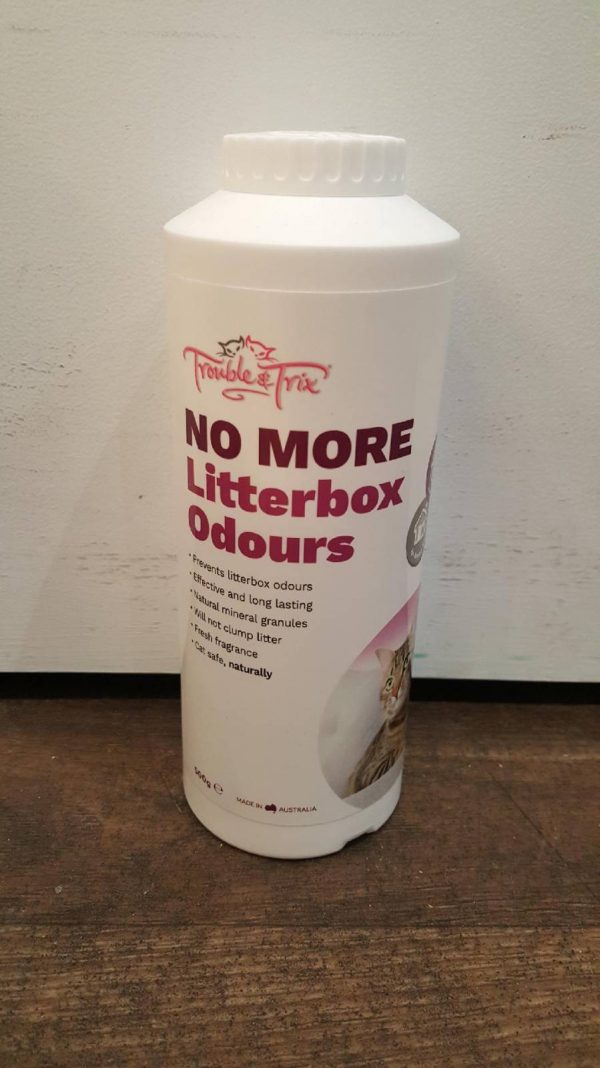 Trouble & Trix
NO MORE
Litterbox
Odours
• Prevents litterbox odours
• Effective and long lasting
• Natural mineral granules
• Will not clump litter
• Fresh fragrance
• Cat safe, naturally
500g ℮
MADE IN AUSTRALIA